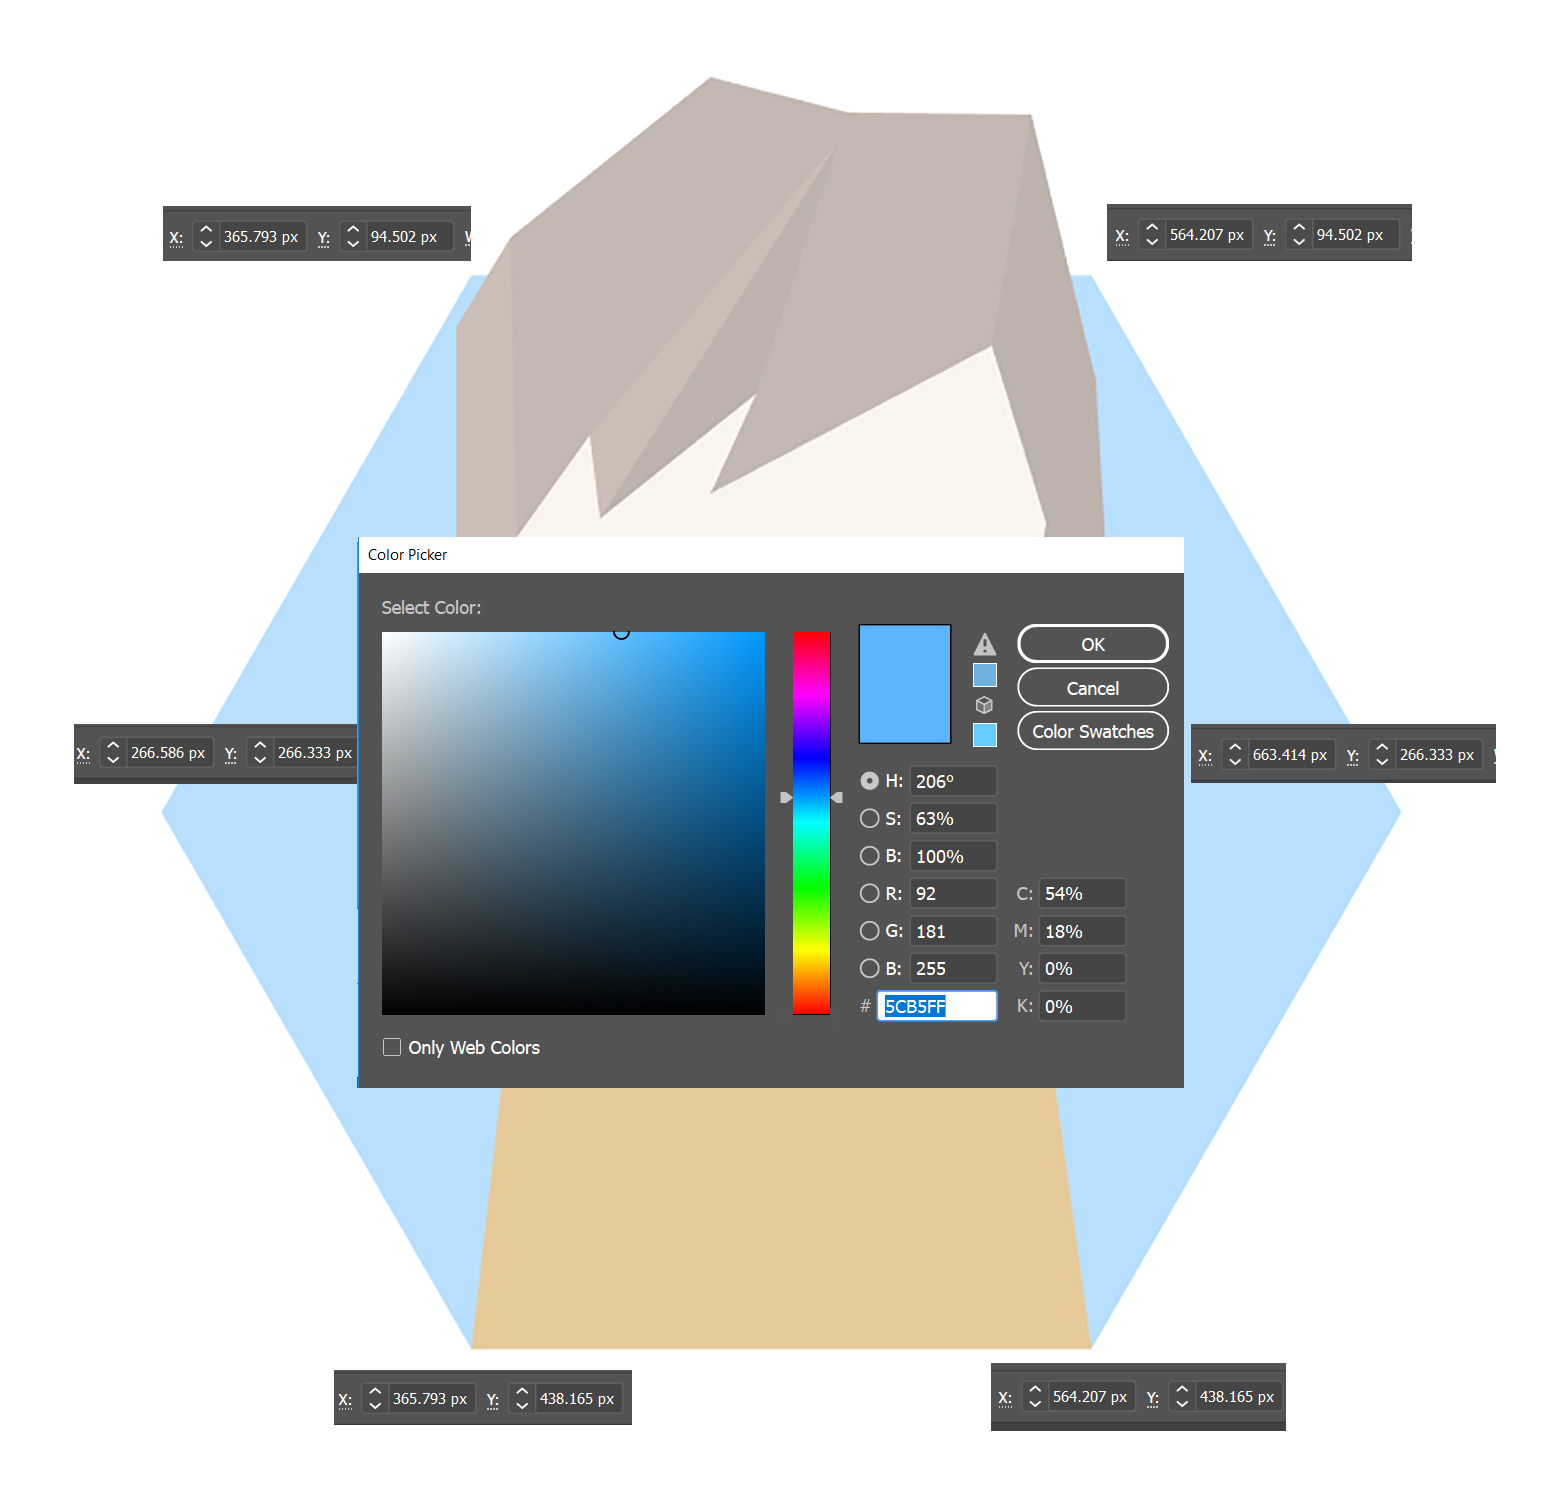 X: 365.793 px Y: 94.502 px
X: 564.207 px Y: 94.502 px
Color Picker
Select Color:
OK
Cancel
Color Swatches
X: 266.586 px Y: 266.333 px
X: 663.414 px Y: 266.333 px
H: 206º
S: 63%
B: 100%
R: 92 C: 54%
G: 181 M: 18%
B: 255 Y: 0%
# 5CB5FF K: 0%
Only Web Colors
X: 365.793 px Y: 438.165 px
X: 564.207 px Y: 438.165 px